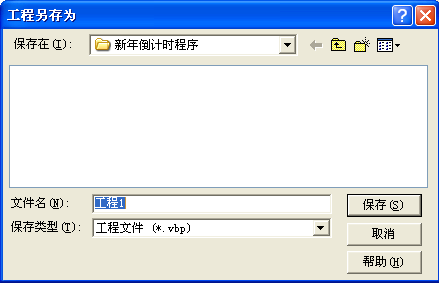 工程另存为
保存在(I): 新年倒计时程序
文件名(N): 工程1 保存(S)
保存类型(T): 工程文件 (*.vbp) 取消
帮助(H)